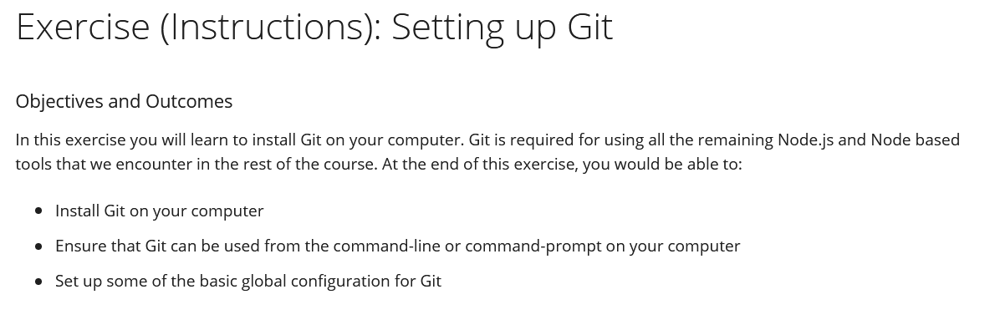 Exercise (Instructions): Setting up Git
Objectives and Outcomes
In this exercise you will learn to install Git on your computer. Git is required for using all the remaining Node.js and Node based
tools that we encounter in the rest of the course. At the end of this exercise, you would be able to:
• Install Git on your computer
• Ensure that Git can be used from the command-line or command-prompt on your computer
• Set up some of the basic global configuration for Git